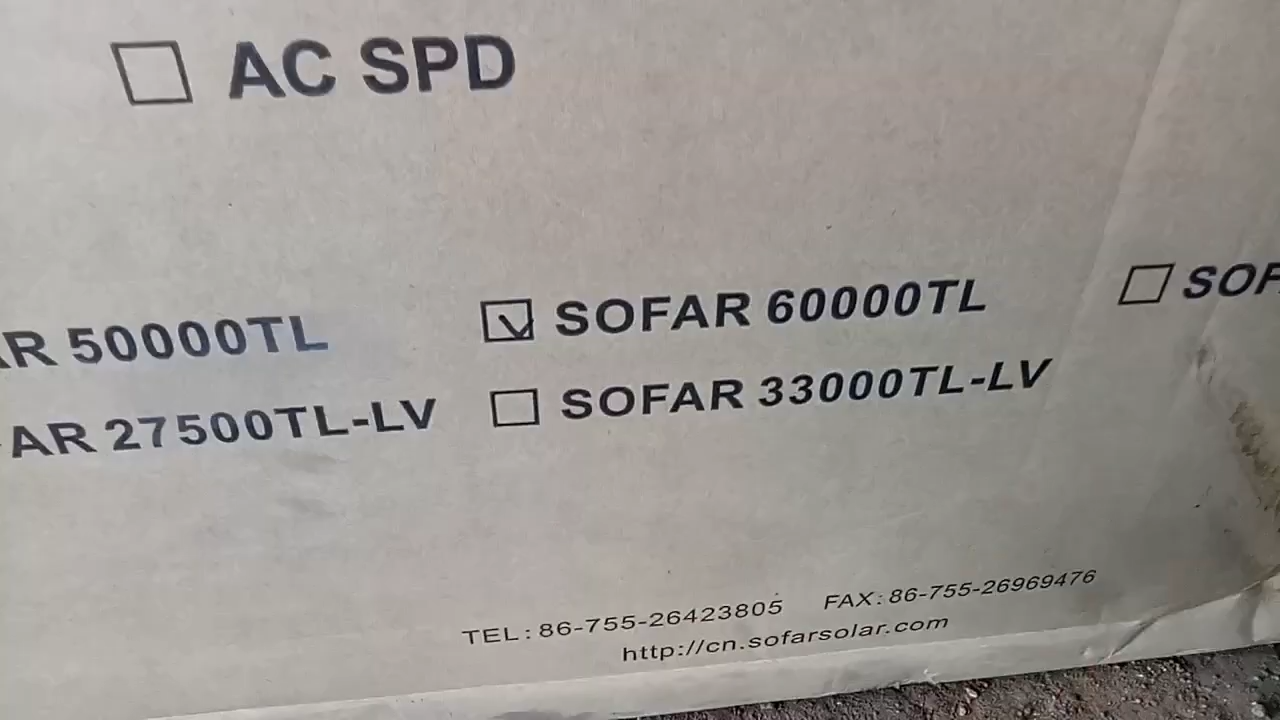 AC SPD
AR 50000TL SOFAR 60000TL SOF
AR 27500TL-LV SOFAR 33000TL-LV
TEL:86-755-26423805 FAX:86-755-26969476
http://cn.sofarsolar.com